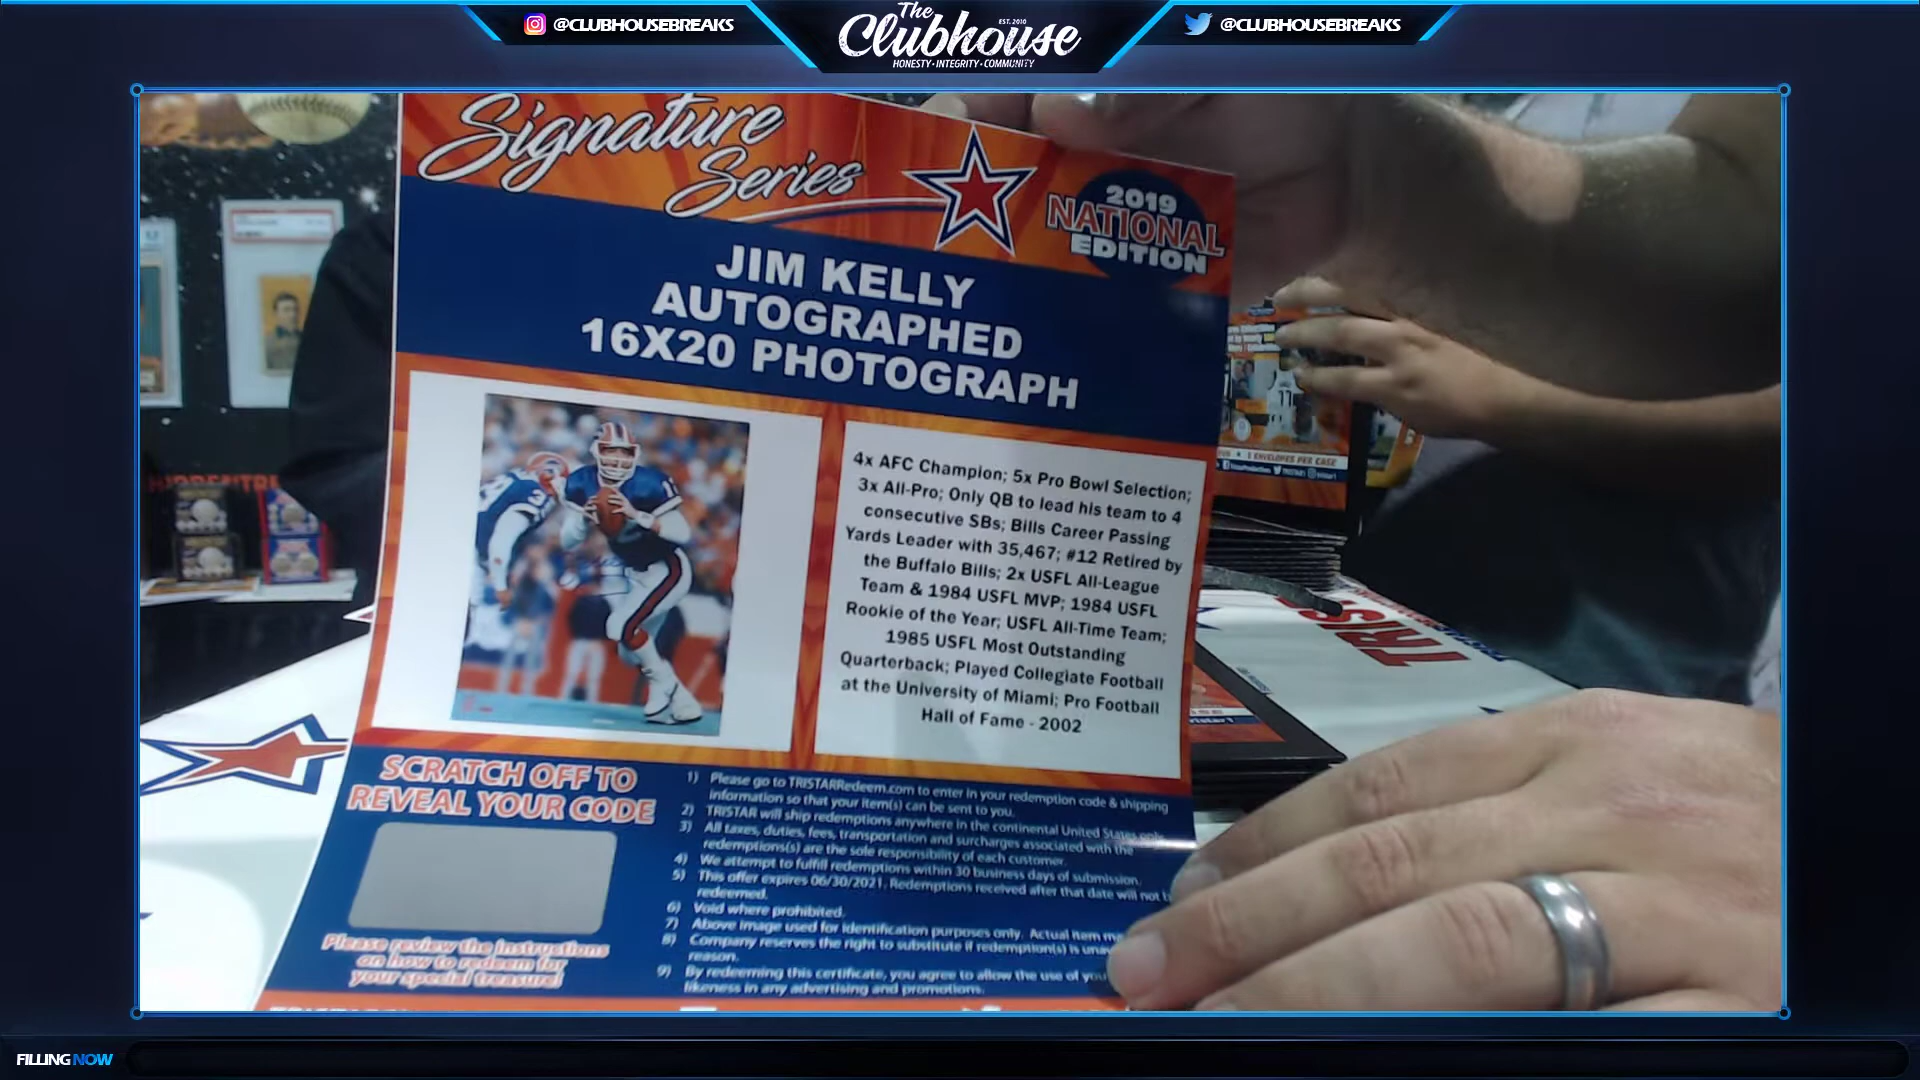 @CLUBHOUSEBREAKS
The
EST. 2010
Clubhouse
HONESTY • INTEGRITY • COMMUNITY
@CLUBHOUSEBREAKS
Signature
Series
2019
NATIONAL
EDITION
JIM KELLY
AUTOGRAPHED
16X20 PHOTOGRAPH
4x AFC Champion; 5x Pro Bowl Selection;
3x All-Pro; Only QB to lead his team to 4
consecutive SBs; Bills Career Passing
Yards Leader with 35,467; #12 Retired by
the Buffalo Bills; 2x USFL All-League
Team & 1984 USFL MVP; 1984 USFL
Rookie of the Year; USFL All-Time Team;
1985 USFL Most Outstanding
Quarterback; Played Collegiate Football
at the University of Miami; Pro Football
Hall of Fame - 2002
SCRATCH OFF TO
REVEAL YOUR CODE
Please review the instructions
on how to redeem for
your special treasure!
1) Please go to TRISTARRedeem.com to enter in your redemption code & shipping
information so that your item(s) can be sent to you.
2) TRISTAR will ship redemptions anywhere in the continental United States only.
3) All taxes, duties, fees, transportation and surcharges associated with the
redemptions(s) are the sole responsibility of each customer.
4) We attempt to fulfill redemptions within 30 business days of submission.
5) This offer expires 06/30/2021. Redemptions received after that date will not
redeemed.
6) Void where prohibited.
7) Above image used for identification purposes only. Actual item
8) Company reserves the right to substitute if redemption(s) is
reason.
9) By redeeming this certificate, you agree to allow the use of
likeness in any advertising and promotions.
ENVELOPES PER CASE
FILLING NOW